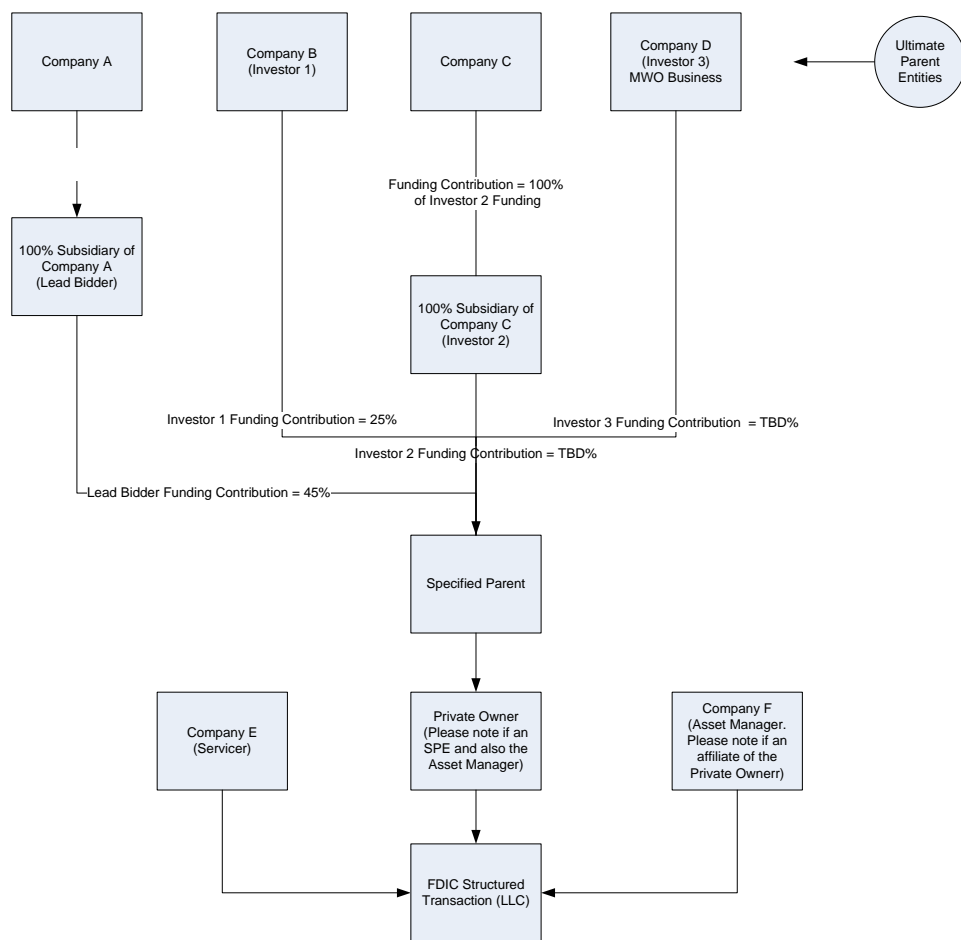 Company A
Company B
(Investor 1)
Company C
Company D
(Investor 3)
MWO Business
Ultimate
Parent
Entities
Funding Contribution = 100%
of Investor 2 Funding
100% Subsidiary of
Company A
(Lead Bidder)
100% Subsidiary of
Company C
(Investor 2)
Investor 1 Funding Contribution = 25%
Investor 3 Funding Contribution  = TBD%
Investor 2 Funding Contribution = TBD%
Lead Bidder Funding Contribution = 45%
Specified Parent
Company E
(Servicer)
Private Owner
(Please note if an
SPE and also the
Asset Manager)
Company F
(Asset Manager.
Please note if an
affiliate of the
Private Ownerr)
FDIC Structured
Transaction (LLC)